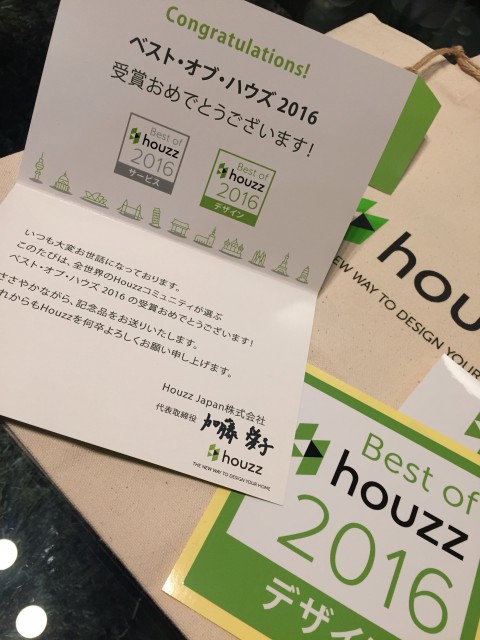 Congratulations!
ベスト・オブ・ハウズ 2016
受賞おめでとうございます!
Best of
houzz
2016
サービス
Best of
houzz
2016
デザイン
いつも大変お世話になっております。
このたびは、全世界のHouzzコミュニティが選ぶ
ベスト・オブ・ハウズ 2016 の受賞おめでとうございます!
ささやかながら、記念品をお送りいたします。
れからもHouzzを何卒よろしくお願い申し上げます。
Houzz Japan株式会社
代表取締役
houzz
THE NEW WAY TO DESIGN YOUR HOME
hou
NEW WAY TO DESIGN YOUR
Best of
houzz
2016
デザイン